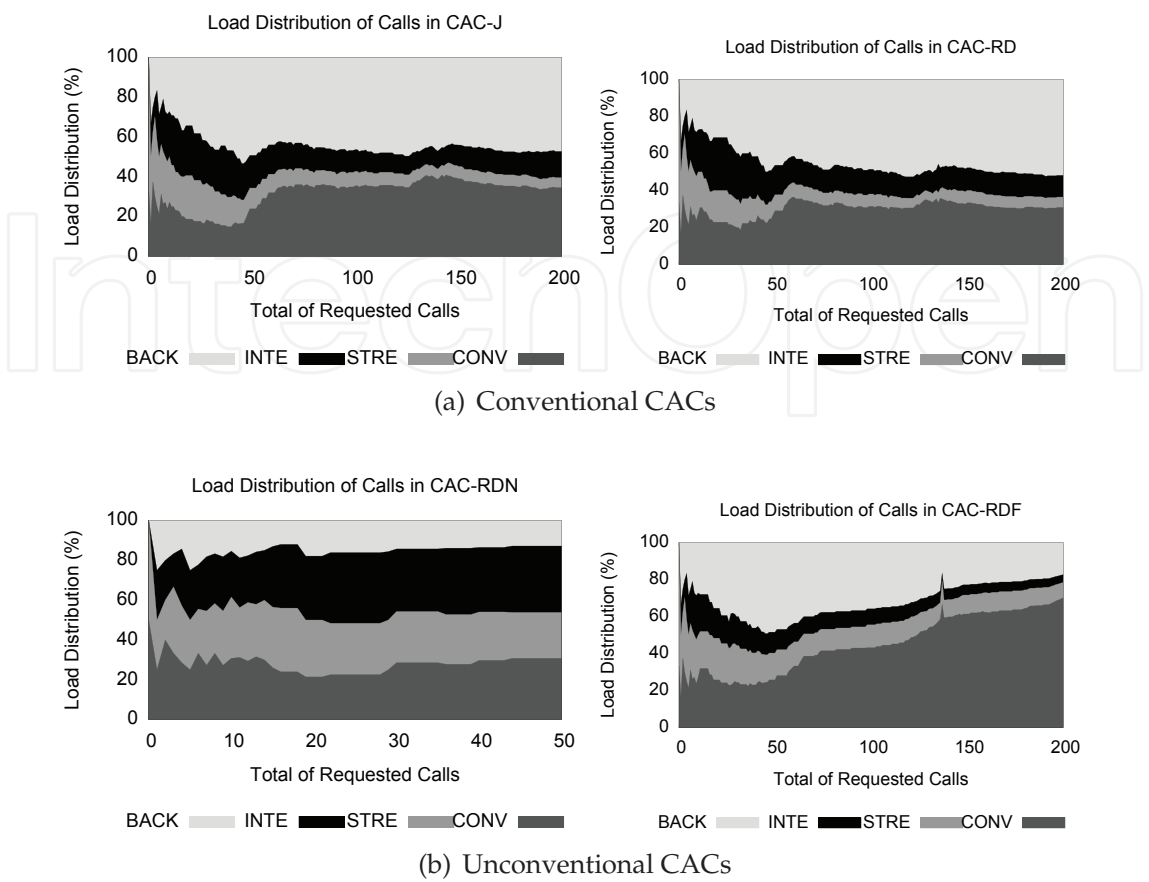 Load Distribution of Calls in CAC-J
Load Distribution (%)
100
80
60
40
20
0
0 50 100 150 200
Total of Requested Calls
BACK INTE STRE CONV
Load Distribution of Calls in CAC-RD
Load Distribution (%)
100
80
60
40
20
0
0 50 100 150 200
Total of Requested Calls
BACK INTE STRE CONV
(a) Conventional CACs
Load Distribution of Calls in CAC-RDN
Load Distribution (%)
100
80
60
40
20
0
0 10 20 30 40 50
Total of Requested Calls
BACK INTE STRE CONV
Load Distribution of Calls in CAC-RDF
Load Distribution (%)
100
80
60
40
20
0
0 50 100 150 200
Total of Requested Calls
BACK INTE STRE CONV
(b) Unconventional CACs
IntechOpen